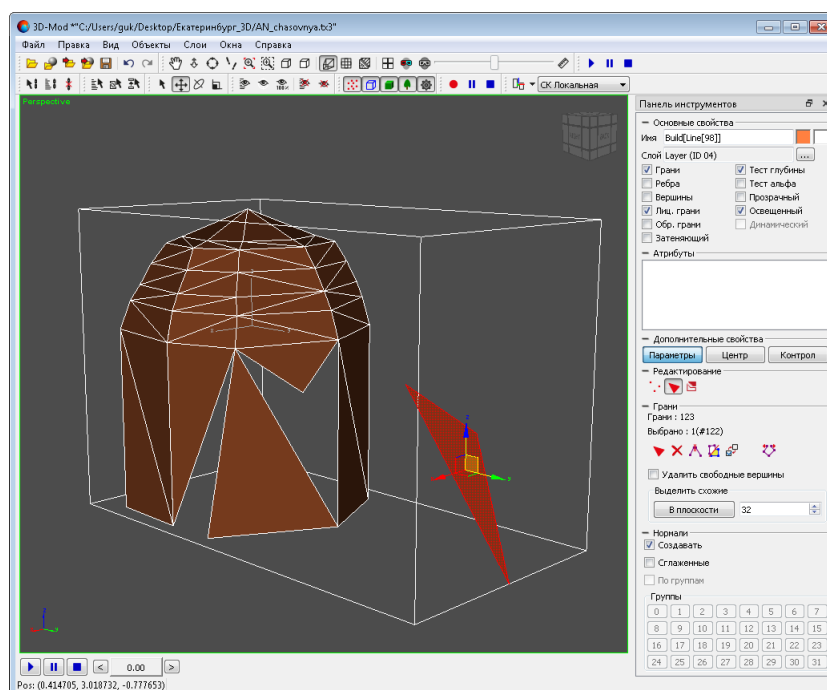 3D-Mod *"C:/Users/guk/Desktop/Екатеринбург_3D/AN_chasovnya.tx3"
Файл Правка Вид Объекты Слои Окна Справка
100%
СК Локальная
Perspective
Панель инструментов
Основные свойства
Имя Build[Line[98]]
Слой Layer (ID 04) ...
Грани Тест глубины
Ребра Тест альфа
Вершины Прозрачный
Лиц. грани Освещенный
Обр. грани Динамический
Затеняющий
Атрибуты
Дополнительные свойства
Параметры Центр Контрол
Редактирование
Грани
Грани : 123
Выбрано : 1(#122)
Удалить свободные вершины
Выделить схожие
В плоскости 32
Нормали
Создавать
Сглаженные
По группам
Группы
0 1 2 3 4 5 6 7
8 9 10 11 12 13 14 15
16 17 18 19 20 21 22 23
24 25 26 27 28 29 30 31
< 0.00 >
Pos: (0.414705, 3.018732, -0.777653)